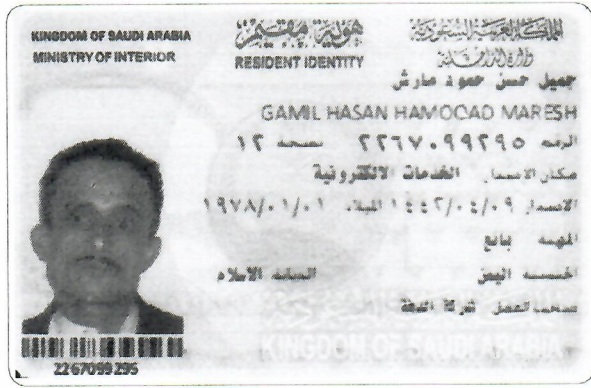 KINGDOM OF SAUDI ARABIA
MINISTRY OF INTERIOR
هوية مقيم
RESIDENT IDENTITY
المملكة العربية السعودية
وزارة الداخلية
جميل حسن حمود مارش
GAMIL HASAN HAMOOAD MARESH
الرقم ٢٢٦٧٠٩٩٢٩٥ نسخة ١٢
مكان الاصدار الخدمات الالكترونية
الاصدار ١٤٤٢/٠٤/٠٩ الميلاد ١٩٧٨/٠١/٠١
المهنة بائع
الجنسية اليمن الديانة الاسلام
صاحب العمل شركة
KINGDOM OF SAUDI ARABIA
2267099295